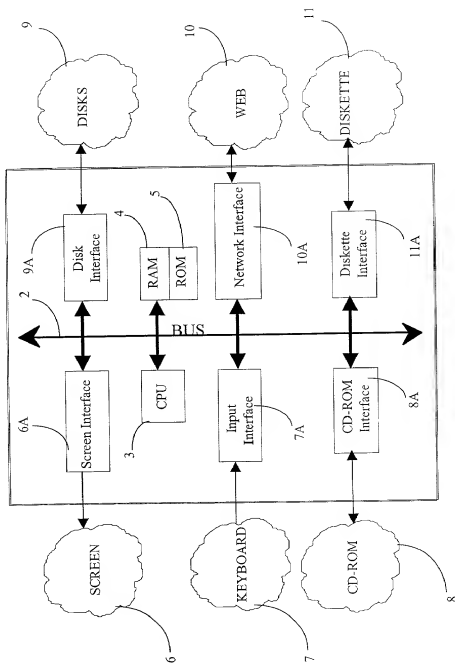 9
DISKS
10
WEB
11
DISKETTE
9A
Disk
Interface
4
RAM
5
ROM
Network Interface
10A
Diskette
Interface
11A
2
BUS
6A
Screen Interface
CPU
3
Input
Interface
7A
CD-ROM
Interface
8A
SCREEN
6
KEYBOARD
7
CD-ROM
8